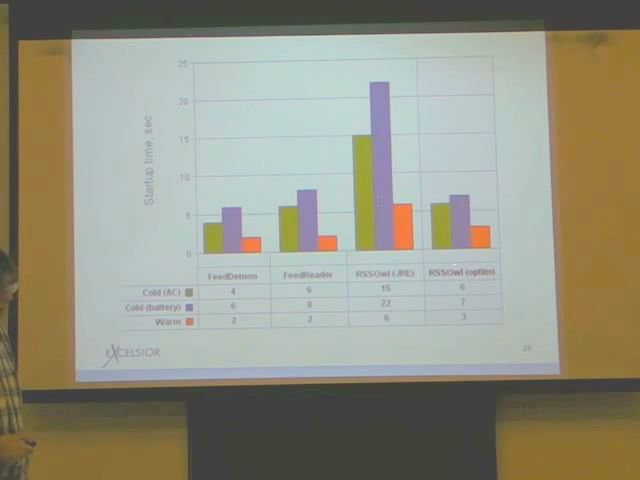 25
20
15
10
5
0
Startup time, sec
FeedDemon FeedReader RSSOwl (JRE) RSSOwl (optim)
Cold (AC) 4 6 15 6
Cold (battery) 6 8 22 7
Warm 2 2 6 3
EXCELSIOR